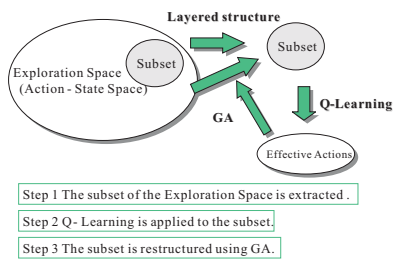 Layered structure
Subset
Exploration Space
(Action - State Space)
Subset
GA
Q-Learning
Effective Actions
Step 1 The subset of the Exploration Space is extracted .
Step 2 Q- Learning is applied to the subset.
Step 3 The subset is restructured using GA.